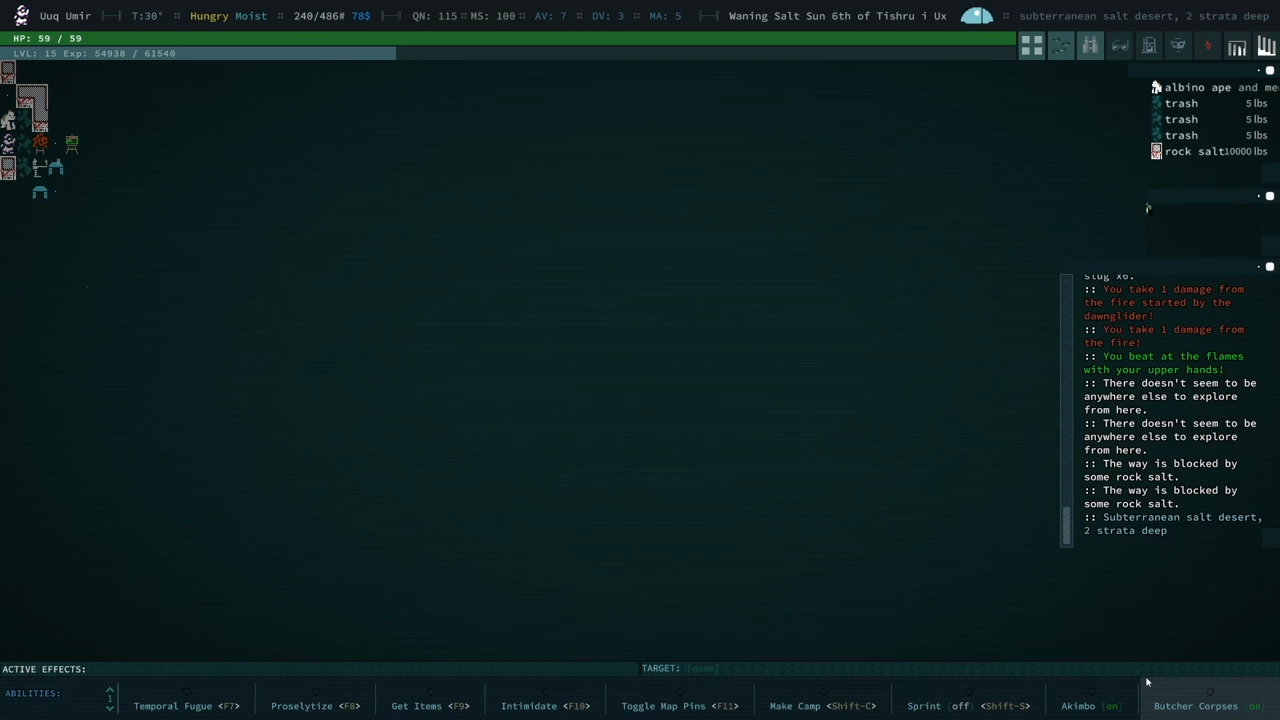 Uuq Umir T:30° :: Hungry Moist :: 240/486# 78$ QN: 115 :: MS: 100 :: AV: 7 :: DV: 3 :: MA: 5 Waning Salt Sun 6th of Tishru i Ux :: subterranean salt desert, 2 strata deep
HP: 59 / 59
LVL: 15 Exp: 54938 / 61540
albino ape and me
trash 5 lbs
trash 5 lbs
trash 5 lbs
rock salt 10000 lbs
slug x6.
:: You take 1 damage from
the fire started by the
dawnglider!
:: You take 1 damage from
the fire!
:: You beat at the flames
with your upper hands!
:: There doesn't seem to be
anywhere else to explore
from here.
:: There doesn't seem to be
anywhere else to explore
from here.
:: The way is blocked by
some rock salt.
:: The way is blocked by
some rock salt.
:: Subterranean salt desert,
2 strata deep
ACTIVE EFFECTS: TARGET: [none]
ABILITIES: 1 Temporal Fugue <F7> Proselytize <F8> Get Items <F9> Intimidate <F10> Toggle Map Pins <F11> Make Camp <Shift-C> Sprint [off] <Shift-S> Akimbo [on] Butcher Corpses [on]